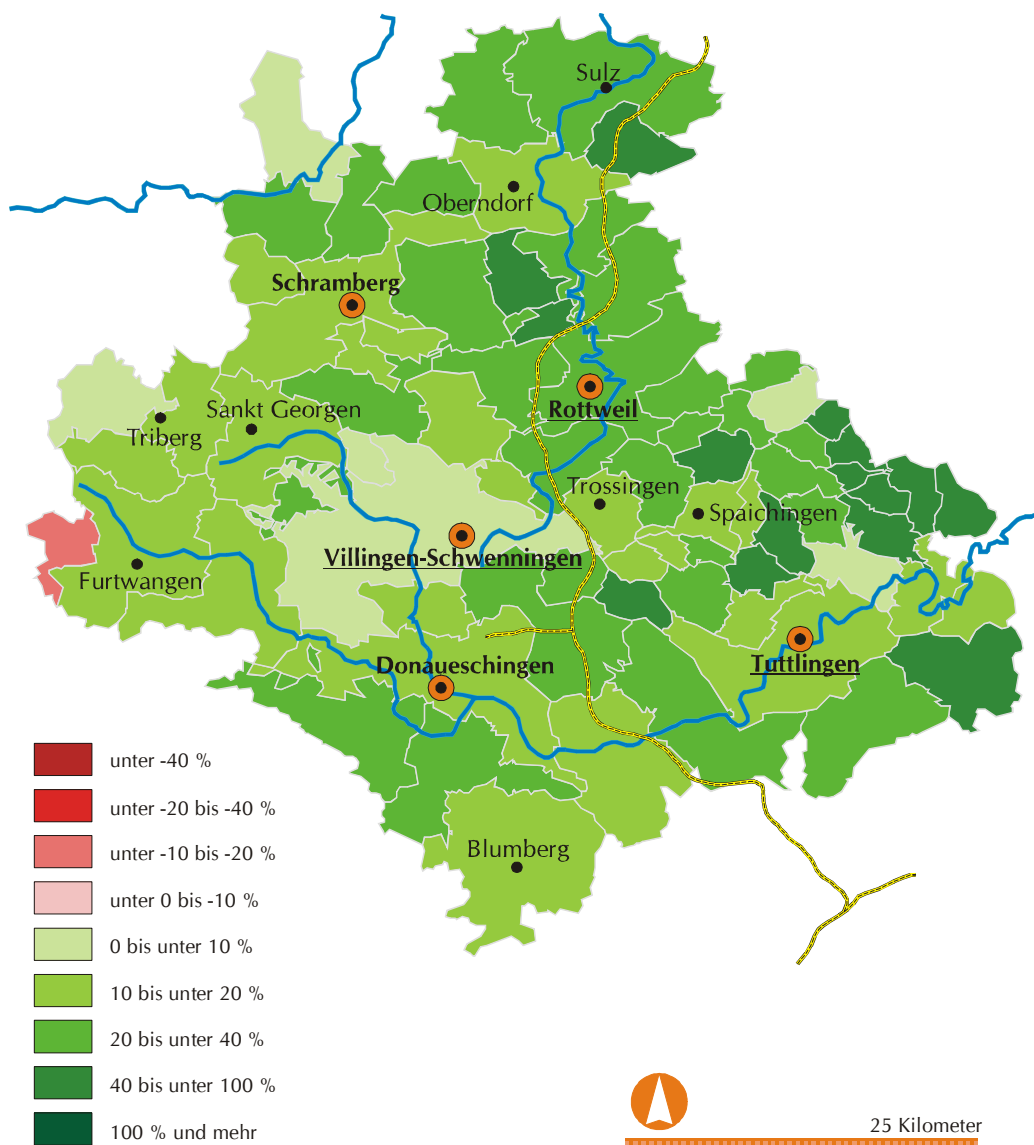 Sulz
Oberndorf
Schramberg
Rottweil
Sankt Georgen
Triberg
Trossingen
Spaichingen
Villingen-Schwenningen
Furtwangen
Donaueschingen
Tuttlingen
Blumberg
unter -40 %
unter -20 bis -40 %
unter -10 bis -20 %
unter 0 bis -10 %
0 bis unter 10 %
10 bis unter 20 %
20 bis unter 40 %
40 bis unter 100 %
100 % und mehr
25 Kilometer